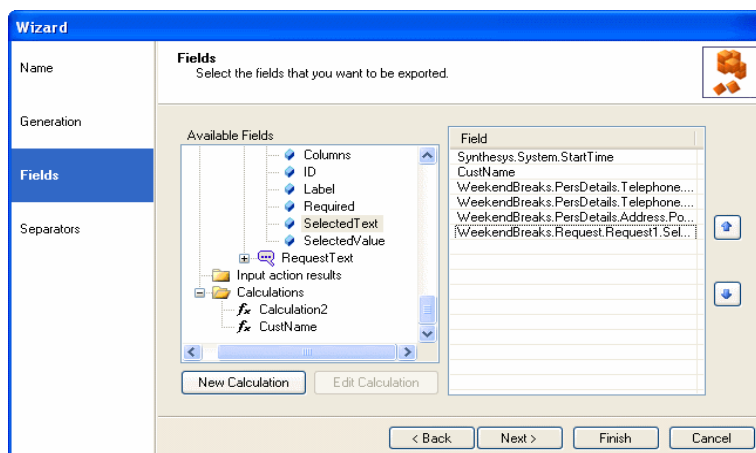 Wizard
Name
Generation
Fields
Separators
Fields
Select the fields that you want to be exported.
Available Fields
Columns
ID
Label
Required
SelectedText
SelectedValue
RequestText
Input action results
Calculations
Calculation2
CustName
New Calculation
Edit Calculation
Field
Synthesys.System.StartTime
CustName
WeekendBreaks.PersDetails.Telephone....
WeekendBreaks.PersDetails.Telephone....
WeekendBreaks.PersDetails.Address.Po...
WeekendBreaks.Request.Request1.Sel...
< Back
Next >
Finish
Cancel